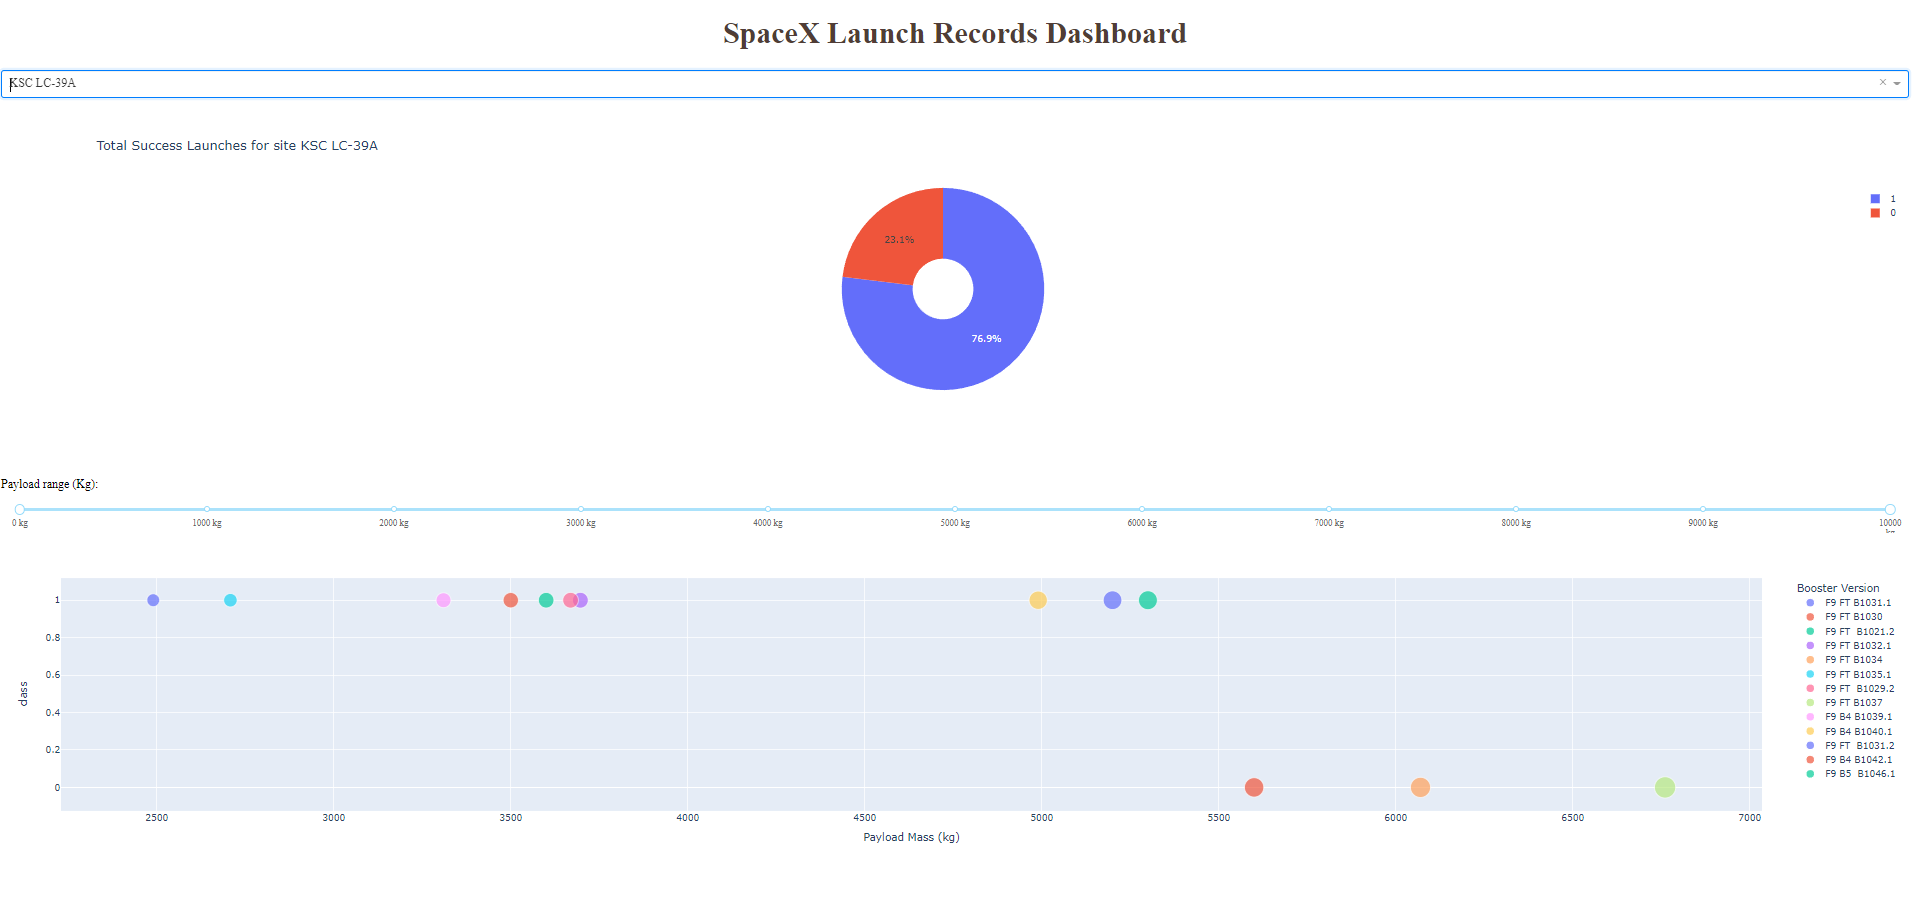 SpaceX Launch Records Dashboard
KSC LC-39A
×
Total Success Launches for site KSC LC-39A
1
0
23.1%
76.9%
Payload range (Kg):
0 kg 1000 kg 2000 kg 3000 kg 4000 kg 5000 kg 6000 kg 7000 kg 8000 kg 9000 kg 10000
1
0.8
0.6
0.4
0.2
0
class
2500 3000 3500 4000 4500 5000 5500 6000 6500 7000
Payload Mass (kg)
Booster Version
F9 FT B1031.1
F9 FT B1030
F9 FT  B1021.2
F9 FT B1032.1
F9 FT B1034
F9 FT B1035.1
F9 FT  B1029.2
F9 FT B1037
F9 B4 B1039.1
F9 B4 B1040.1
F9 FT  B1031.2
F9 B4 B1042.1
F9 B5  B1046.1